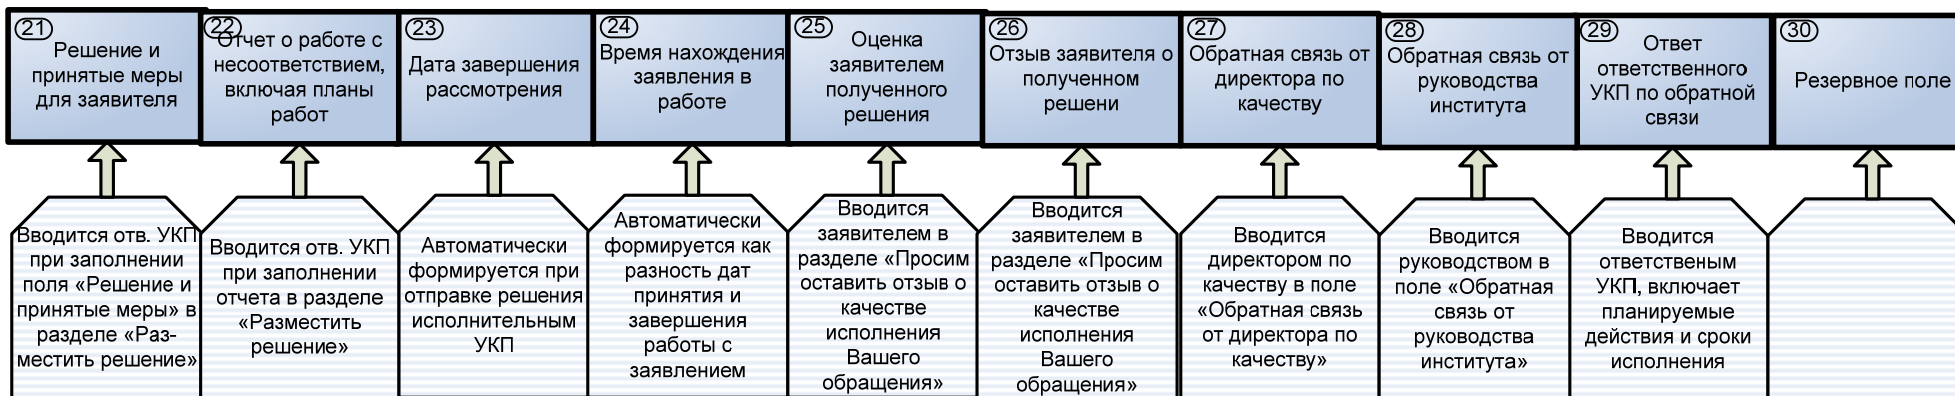 21
Решение и
принятые меры
для заявителя
22
Отчет о работе с
несоответствием,
включая планы
работ
23
Дата завершения
рассмотрения
24
Время нахождения
заявления в
работе
25
Оценка
заявителем
полученного
решения
26
Отзыв заявителя о
полученном
решени
27
Обратная связь от
директора по
качеству
28
Обратная связь от
руководства
института
29
Ответ
ответственного
УКП по обратной
связи
30
Резервное поле
Вводится отв. УКП
при заполнении
поля «Решение и
принятые меры» в
разделе «Раз-
местить решение»
Вводится отв. УКП
при заполнении
отчета в разделе
«Разместить
решение»
Автоматически
формируется при
отправке решения
исполнительным
УКП
Автоматически
формируется как
разность дат
принятия и
завершения
работы с
заявлением
Вводится
заявителем в
разделе «Просим
оставить отзыв о
качестве
исполнения
Вашего
обращения»
Вводится
заявителем в
разделе «Просим
оставить отзыв о
качестве
исполнения
Вашего
обращения»
Вводится
директором по
качеству в поле
«Обратная связь
от директора по
качеству»
Вводится
руководством в
поле «Обратная
связь от
руководства
института»
Вводится
ответственым
УКП, включает
планируемые
действия и сроки
исполнения